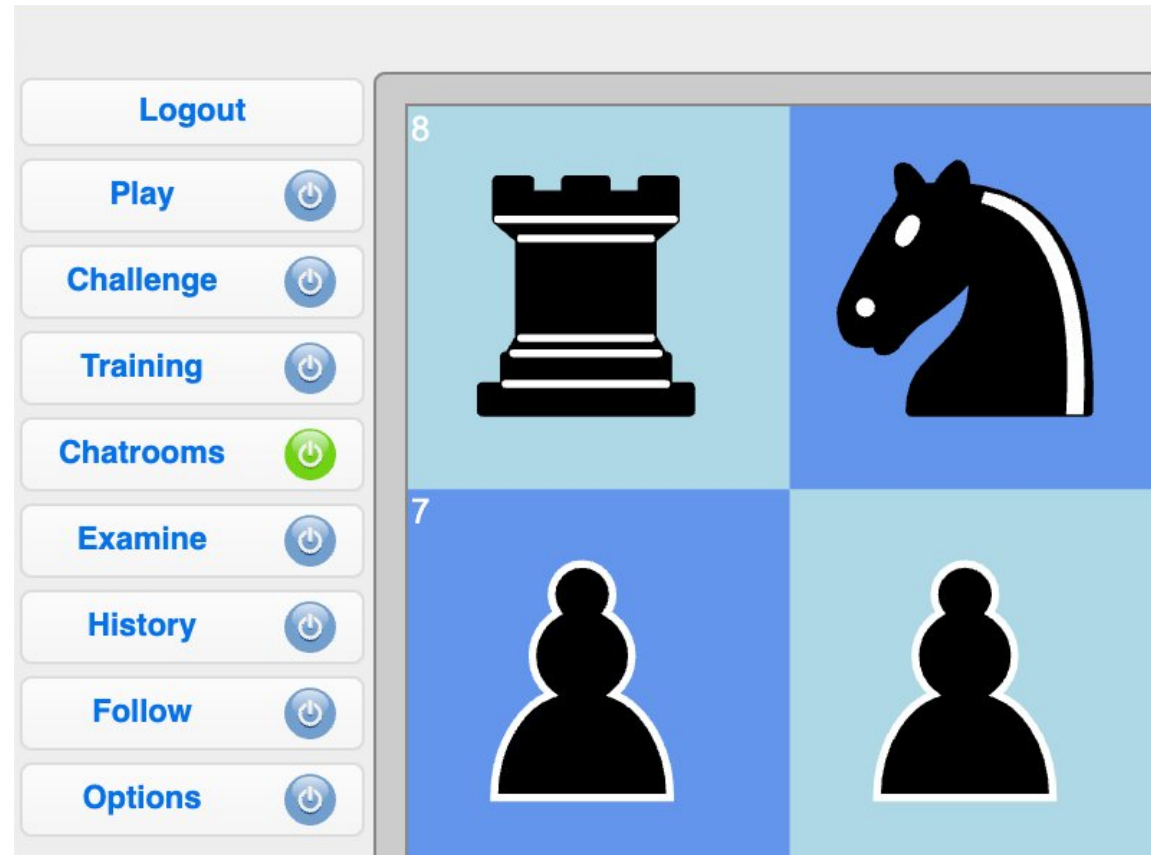 Logout
Play
Challenge
Training
Chatrooms
Examine
History
Follow
Options
8
7